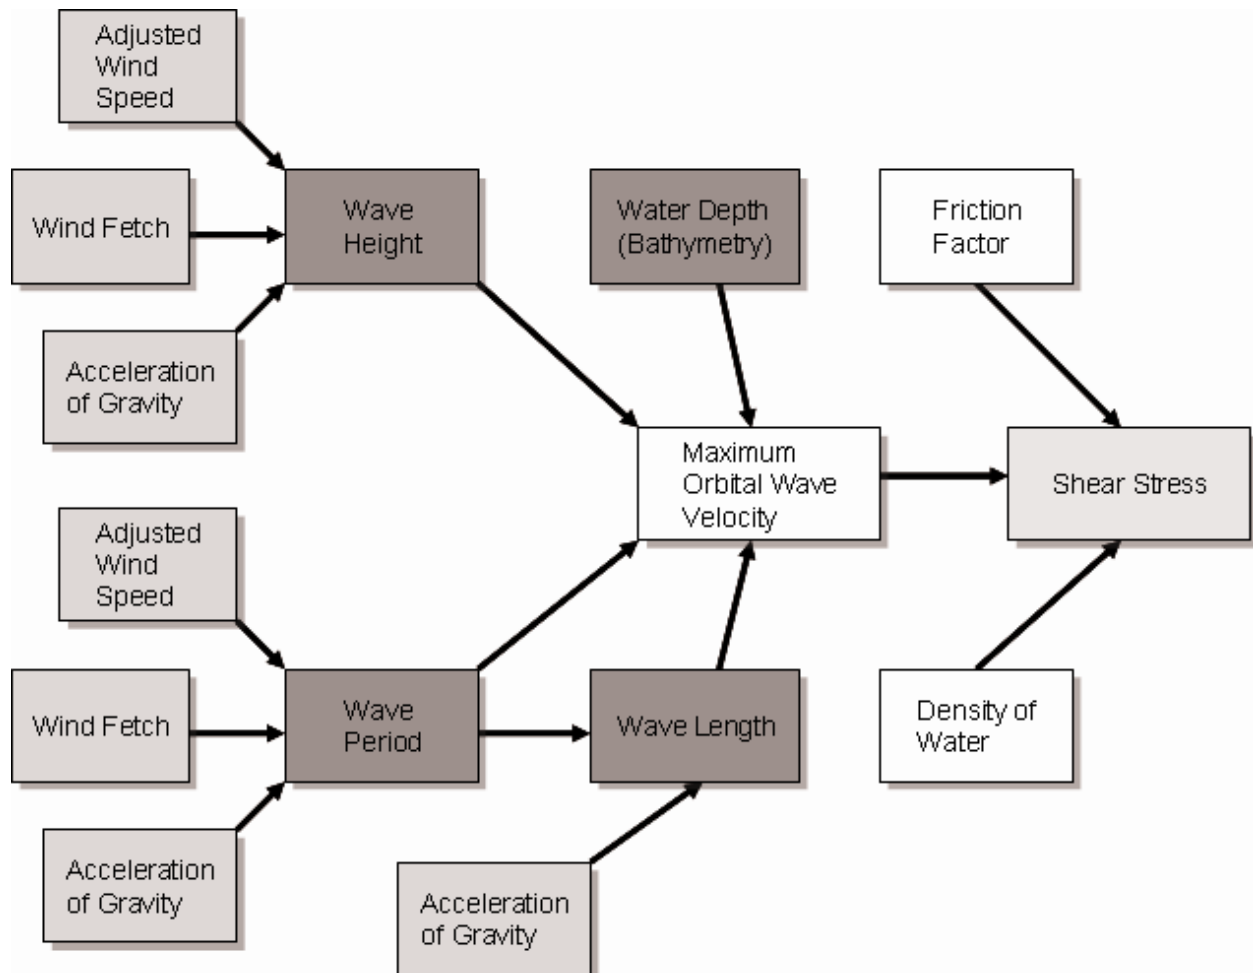 Adjusted
Wind
Speed
Wind Fetch
Wave
Height
Water Depth
(Bathymetry)
Friction
Factor
Acceleration
of Gravity
Maximum
Orbital Wave
Velocity
Shear Stress
Adjusted
Wind
Speed
Wind Fetch
Wave
Period
Wave Length
Density of
Water
Acceleration
of Gravity
Acceleration
of Gravity